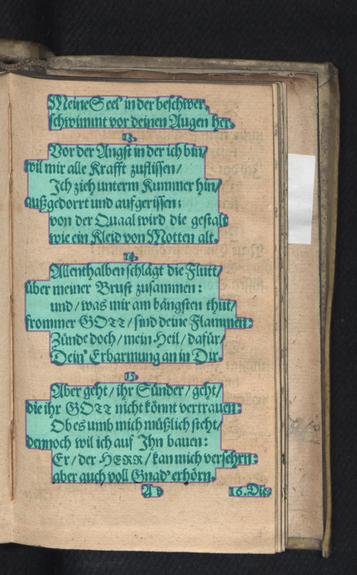 Meine Seel' in der beschwer,
schwimmt vor deinen Augen her.
13.
Vor der Angst in der ich bin/
wil mir alle Krafft zuflissen/
Jch zieh unterm Kummer hin/
außgedorrt und aufgerissen:
von der Quaal wird die gestalt
wie ein Kleid von Motten alt.
14.
Allenthalben schlägt die Flutt/
über meiner Brust zusammen:
und/was mir am bängsten thut/
frommer GOTT/sind deine Flammen:
Zünde doch/mein Heil/dafür/
Dein' Erbarmung an in Dir.
15.
Aber geht/ihr Sünder/geht/
die ihr GOTT nicht könnt vertrauen:
Ob es umb mich mißlich steht/
dennoch wil ich auf Jhn bauen:
Er/der HERR/kan mich versehrn:
aber auch voll Gnad' erhörn.
16. Die